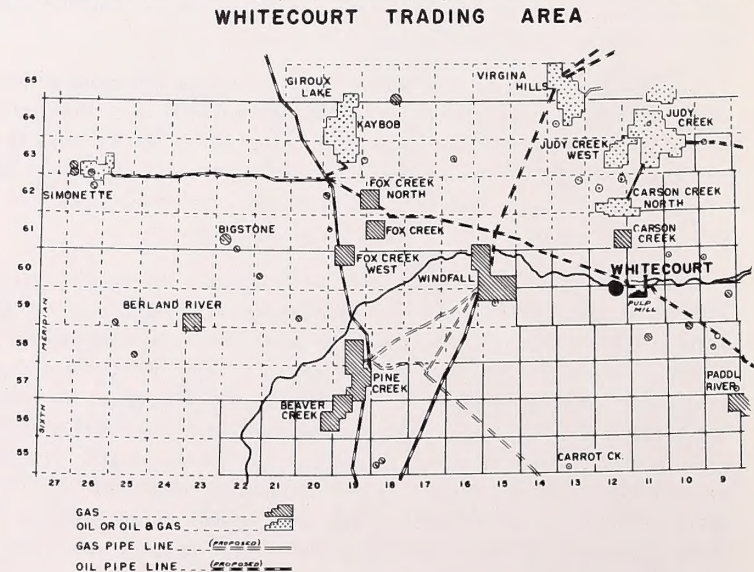 WHITECOURT TRADING AREA
65
64
63
62
61
60
59
58
57
56
55
MERIDIAN
SIXTH
GIROUX LAKE
KAYBOB
VIRGINA HILLS
JUDY CREEK
JUDY CREEK WEST
SIMONETTE
FOX CREEK NORTH
CARSON CREEK NORTH
BIGSTONE
FOX CREEK
CARSON CREEK
FOX CREEK WEST
WINDFALL
WHITECOURT
PULP MILL
BERLAND RIVER
PINE CREEK
PADDL RIVER
BEAVER CREEK
CARROT CK.
27 26 25 24 23 22 21 20 19 18 17 16 15 14 13 12 11 10 9
GAS
OIL OR OIL & GAS
GAS PIPE LINE (PROPOSED)
OIL PIPE LINE (PROPOSED)